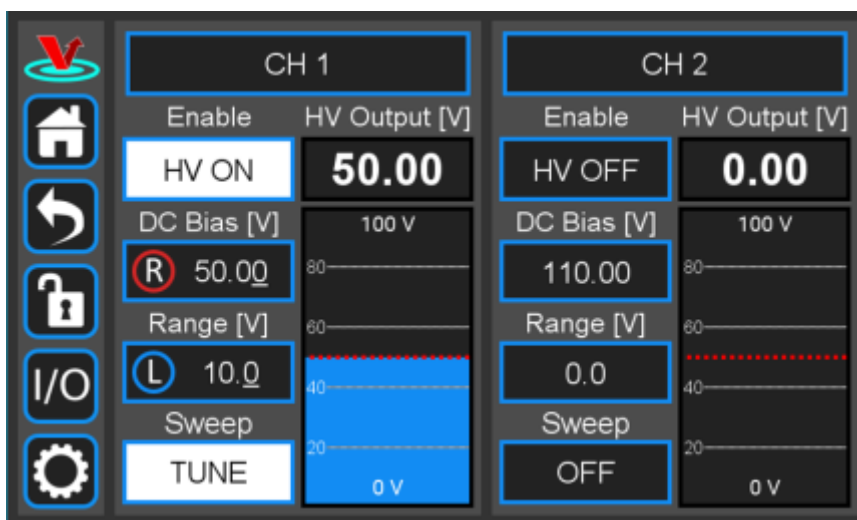 CH 1
Enable HV Output [V]
HV ON 50.00
DC Bias [V]
R 50.00
Range [V]
L 10.0
Sweep
TUNE
100 V
80
60
40
20
0 V
CH 2
Enable HV Output [V]
HV OFF 0.00
DC Bias [V]
110.00
Range [V]
0.0
Sweep
OFF
100 V
80
60
40
20
0 V
I/O